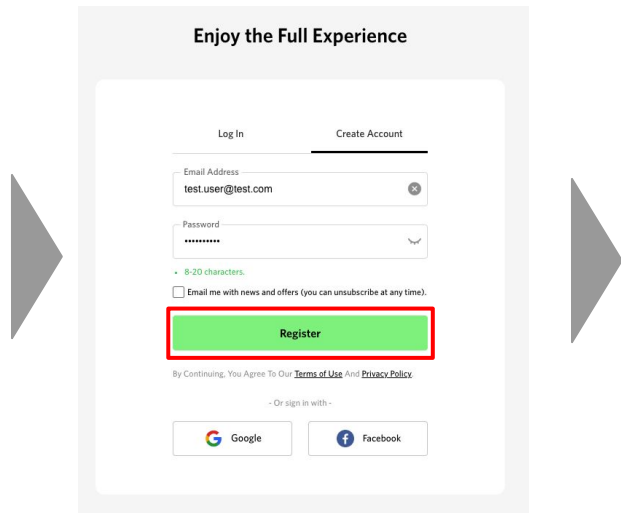 Enjoy the Full Experience
Log In
Create Account
Email Address
test.user@test.com
Password
••••••••••
• 8-20 characters.
Email me with news and offers (you can unsubscribe at any time).
Register
By Continuing, You Agree To Our Terms of Use And Privacy Policy.
- Or sign in with -
Google
Facebook